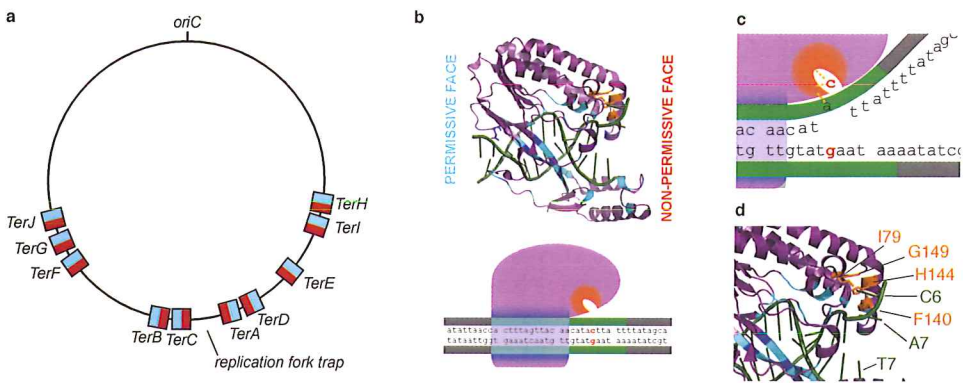 a
oriC
TerJ
TerG
TerF
TerB
TerC
TerA
TerD
TerE
TerI
TerH
replication fork trap
b
PERMISSIVE FACE
NON-PERMISSIVE FACE
atattaacca ctttagttac aacatactta ttttatagca
tataattggt gaaatcaatg ttgtatgaat aaaatatcgt
c
c
a ttattttatagc
ac aacat
tg ttgtatgaat aaaatatcg
d
I79
G149
H144
C6
F140
A7
T7